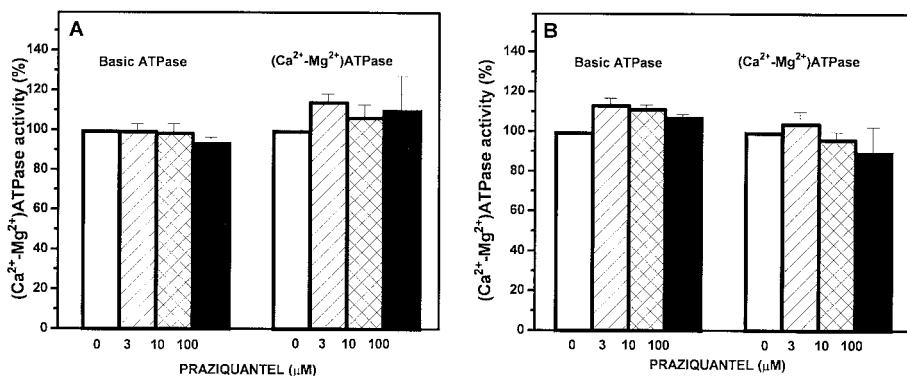 A
Basic ATPase
(Ca²⁺-Mg²⁺)ATPase
(Ca²⁺-Mg²⁺)ATPase activity (%)
140
120
100
80
60
40
20
0
0 3 10 100
0 3 10 100
PRAZIQUANTEL (μM)
B
Basic ATPase
(Ca²⁺-Mg²⁺)ATPase
(Ca²⁺-Mg²⁺)ATPase activity (%)
140
120
100
80
60
40
20
0
0 3 10 100
0 3 10 100
PRAZIQUANTEL (μM)